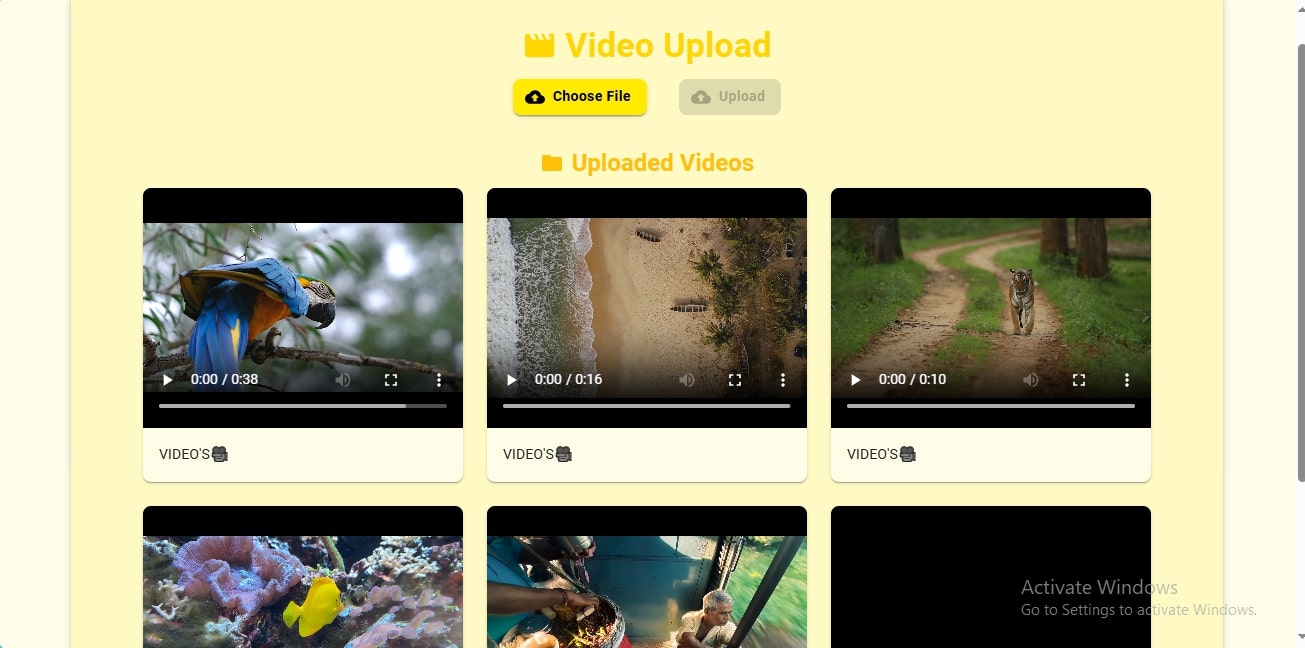 Video Upload
Choose File
Upload
Uploaded Videos
0:00 / 0:38
0:00 / 0:16
0:00 / 0:10
VIDEO'S🎥
VIDEO'S🎥
VIDEO'S🎥
Activate Windows
Go to Settings to activate Windows.